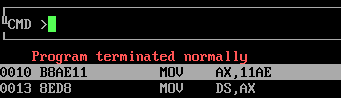 CMD >
Program terminated normally
0010 B8AE11 MOV AX,11AE
0013 8ED8 MOV DS,AX